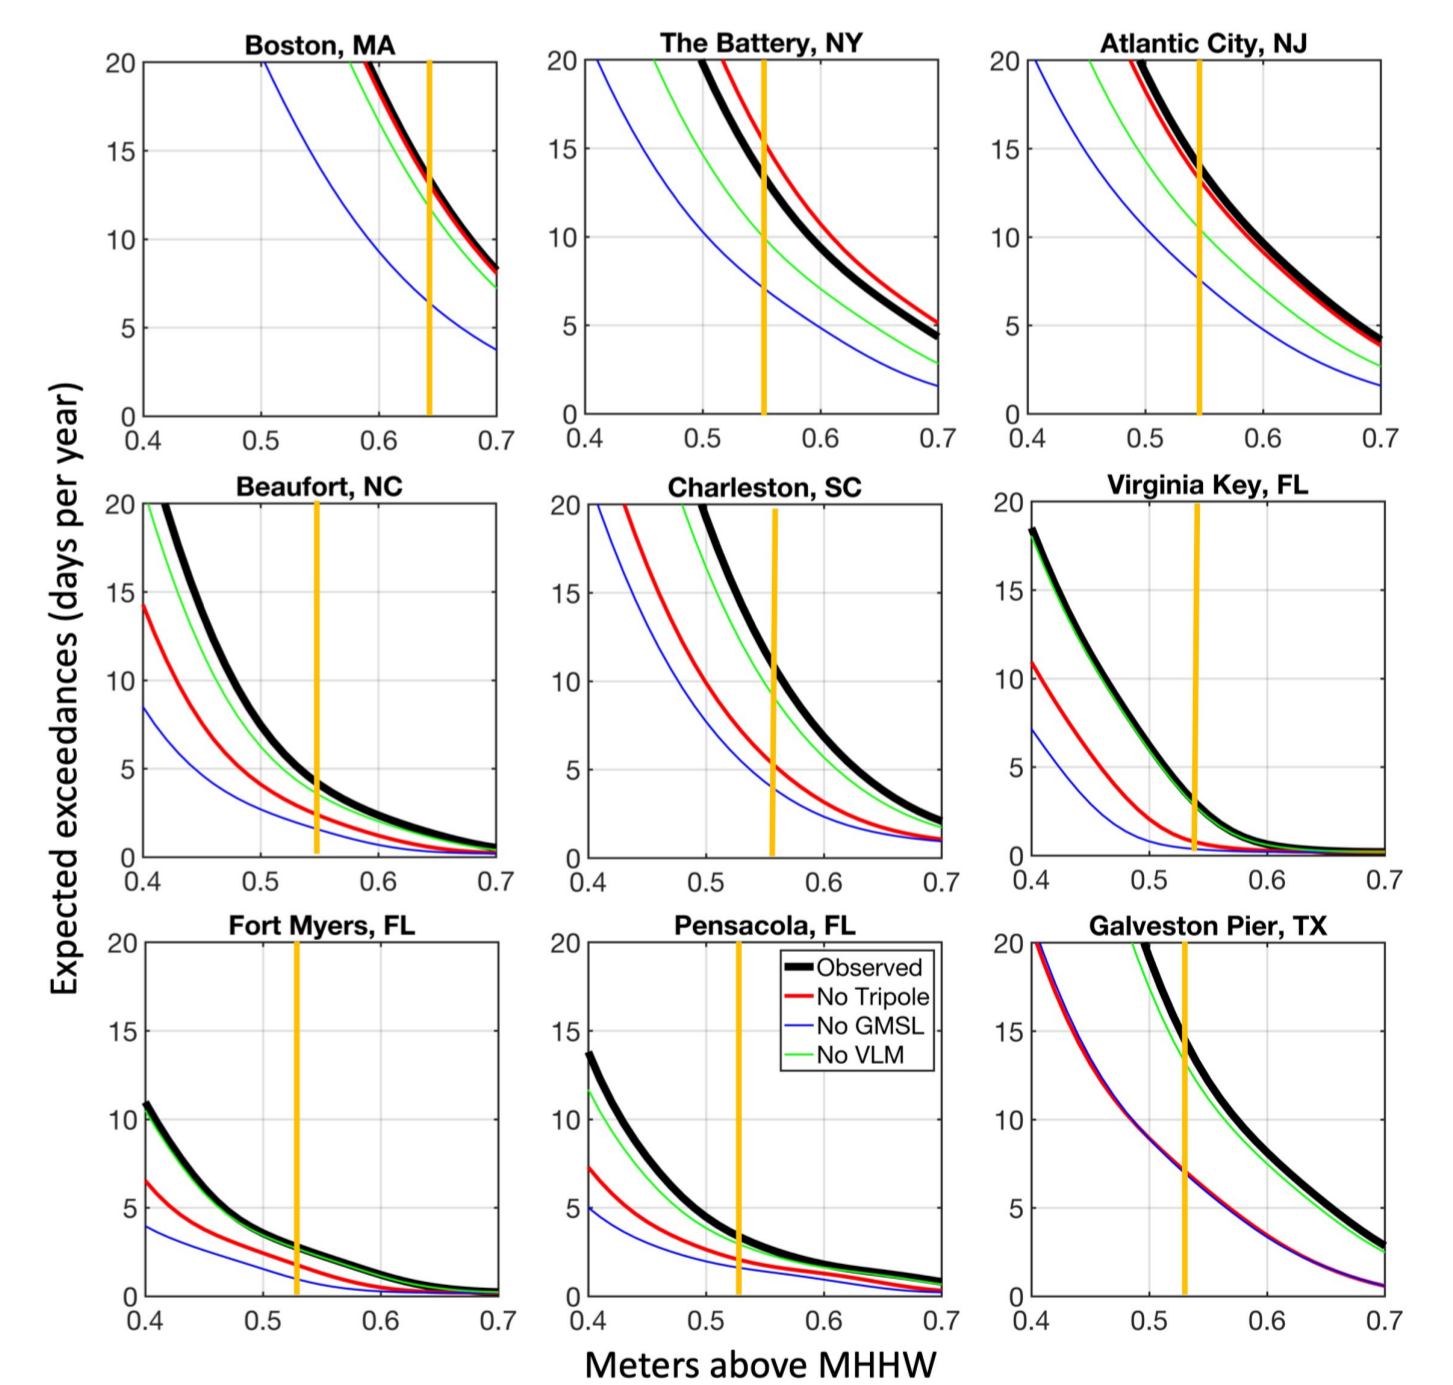 Expected exceedances (days per year)
Boston, MA
20
15
10
5
0
0.4 0.5 0.6 0.7
The Battery, NY
20
15
10
5
0
0.4 0.5 0.6 0.7
Atlantic City, NJ
20
15
10
5
0
0.4 0.5 0.6 0.7
Beaufort, NC
20
15
10
5
0
0.4 0.5 0.6 0.7
Charleston, SC
20
15
10
5
0
0.4 0.5 0.6 0.7
Virginia Key, FL
20
15
10
5
0
0.4 0.5 0.6 0.7
Fort Myers, FL
20
15
10
5
0
0.4 0.5 0.6 0.7
Pensacola, FL
20
15
10
5
0
0.4 0.5 0.6 0.7
Observed
No Tripole
No GMSL
No VLM
Galveston Pier, TX
20
15
10
5
0
0.4 0.5 0.6 0.7
Meters above MHHW